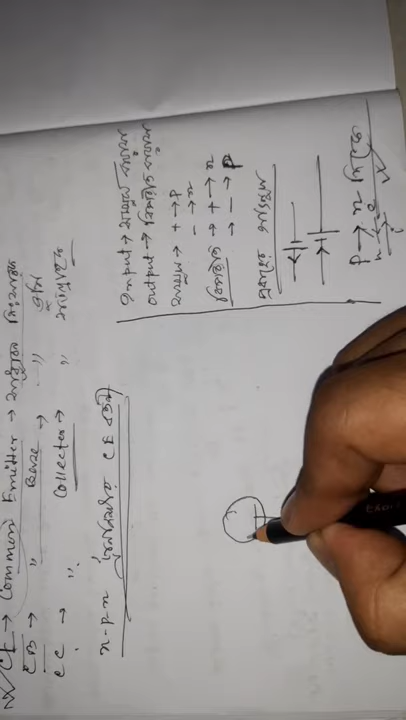 CE → Common Emitter → সাধারণ নিঃসারক
CB → " Base → " ভূমি
CC → " Collector → " সংগ্রাহক
n-p-n ট্রানজিস্টর CE বর্তনী
Input → সম্মুখ ঝোঁক
Output → বিমুখী ঝোঁক
সম্মুখ → + → p
- → n
বিমুখী → + → n
→ - → p
p → n দিকে